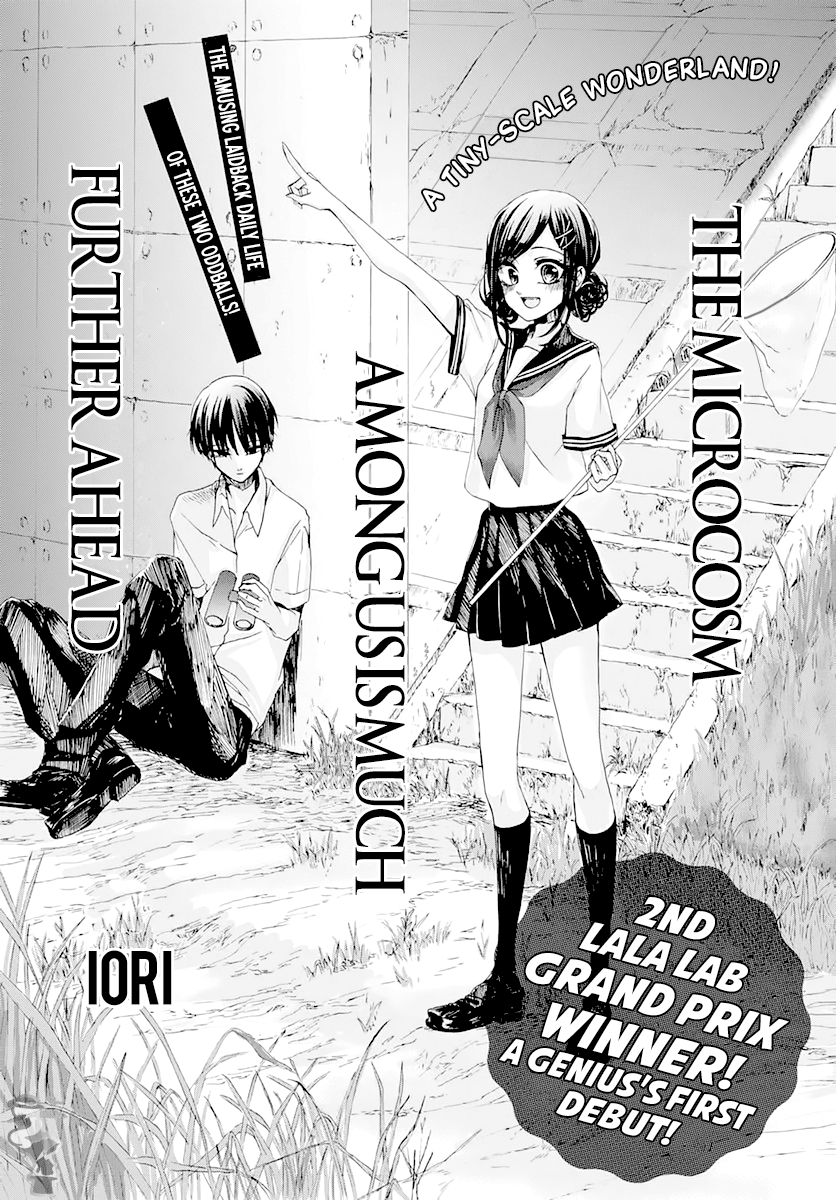 A TINY-SCALE WONDERLAND!
THE MICROCOSM
AMONG US IS MUCH
FURTHER AHEAD
THE AMUSING LAIDBACK DAILY LIFE
OF THESE TWO ODDBALLS!
IORI
2ND
LALA LAB
GRAND PRIX
WINNER!
A GENIUS'S FIRST
DEBUT!